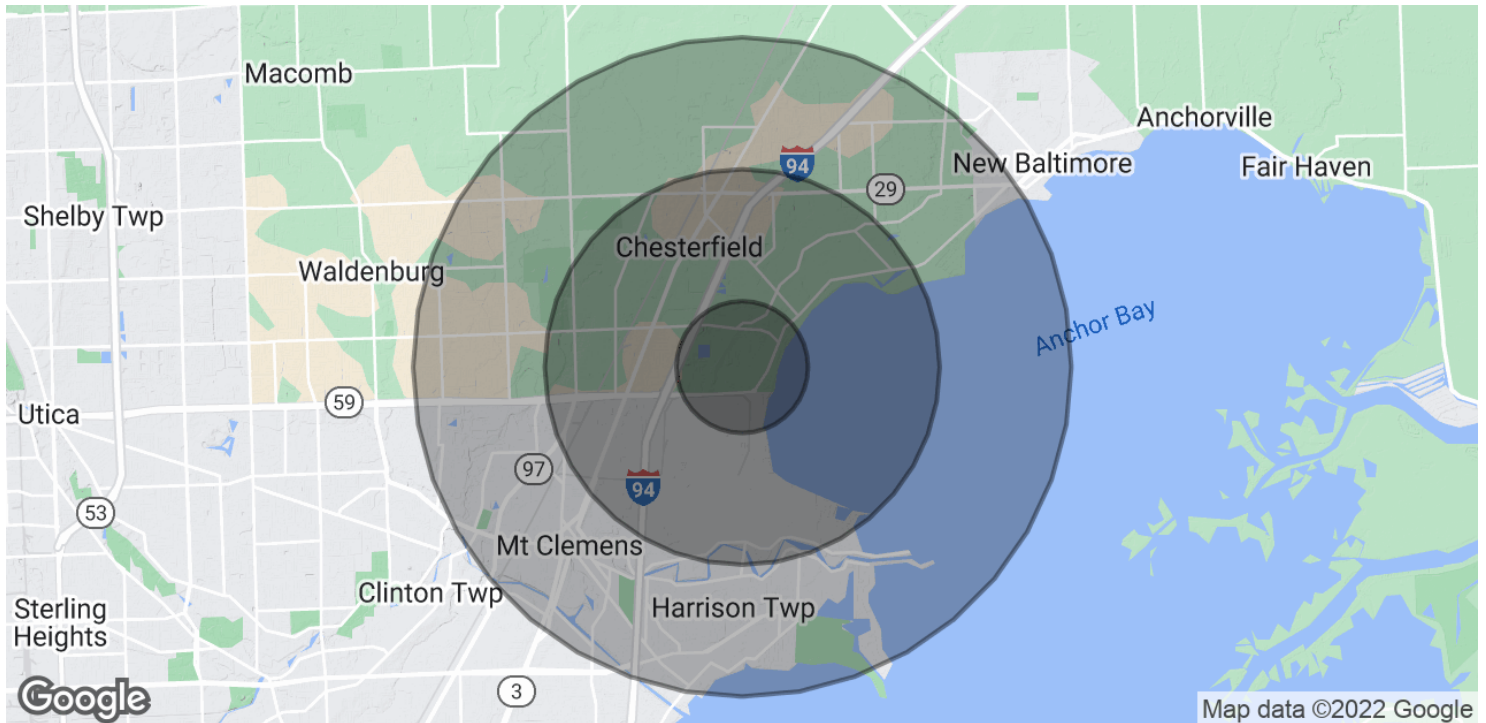 Macomb
Anchorville
94
New Baltimore
Fair Haven
29
Shelby Twp
Chesterfield
Waldenburg
Anchor Bay
59
Utica
97
94
53
Mt Clemens
Clinton Twp
Harrison Twp
Sterling
Heights
3
Google
Map data ©2022 Google